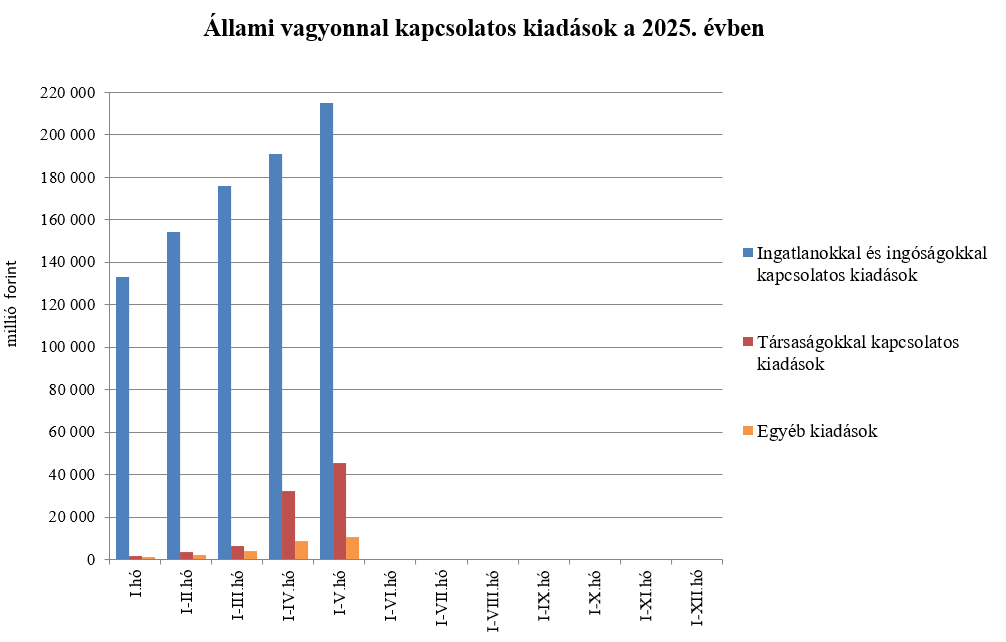 Állami vagyonnal kapcsolatos kiadások a 2025. évben
millió forint
220 000
200 000
180 000
160 000
140 000
120 000
100 000
80 000
60 000
40 000
20 000
0
I.hó
I-II.hó
I-III.hó
I-IV.hó
I-V.hó
I-VI.hó
I-VII.hó
I-VIII.hó
I-IX.hó
I-X.hó
I-XI.hó
I-XII.hó
Ingatlanokkal és ingóságokkal
kapcsolatos kiadások
Társaságokkal kapcsolatos
kiadások
Egyéb kiadások